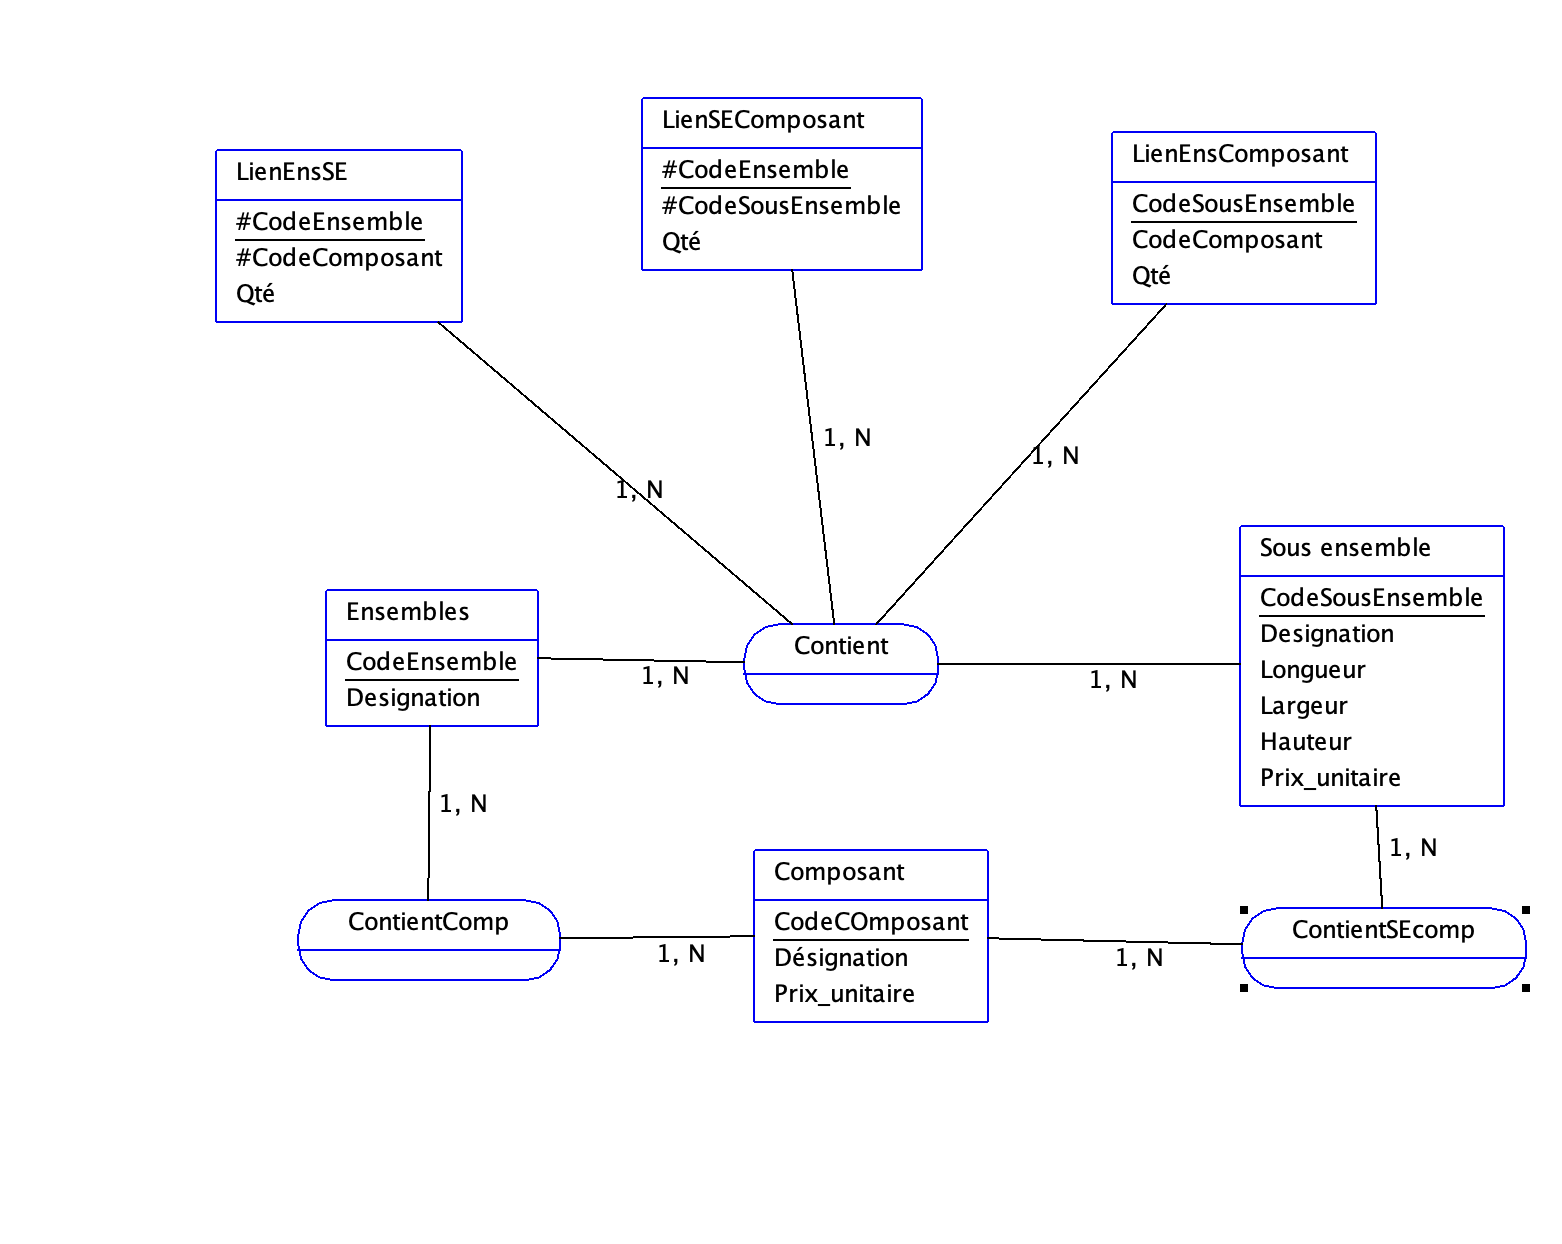 LienSEComposant
#CodeEnsemble
#CodeSousEnsemble
Qté
LienEnsComposant
CodeSousEnsemble
CodeComposant
Qté
LienEnsSE
#CodeEnsemble
#CodeComposant
Qté
1, N
1, N
1, N
Ensembles
CodeEnsemble
Designation
1, N
Contient
1, N
Sous ensemble
CodeSousEnsemble
Designation
Longueur
Largeur
Hauteur
Prix_unitaire
1, N
1, N
ContientComp
1, N
Composant
CodeCOmposant
Désignation
Prix_unitaire
1, N
ContientSEcomp